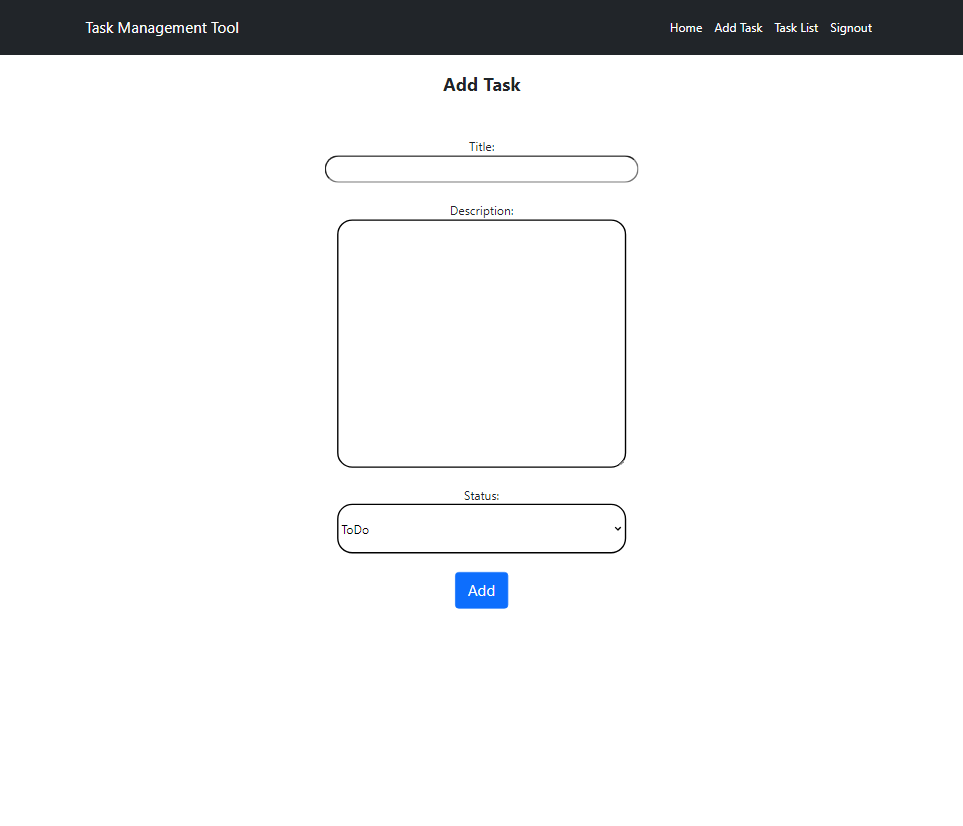 Task Management Tool
Home Add Task Task List Signout
Add Task
Title:
Description:
Status:
ToDo
Add